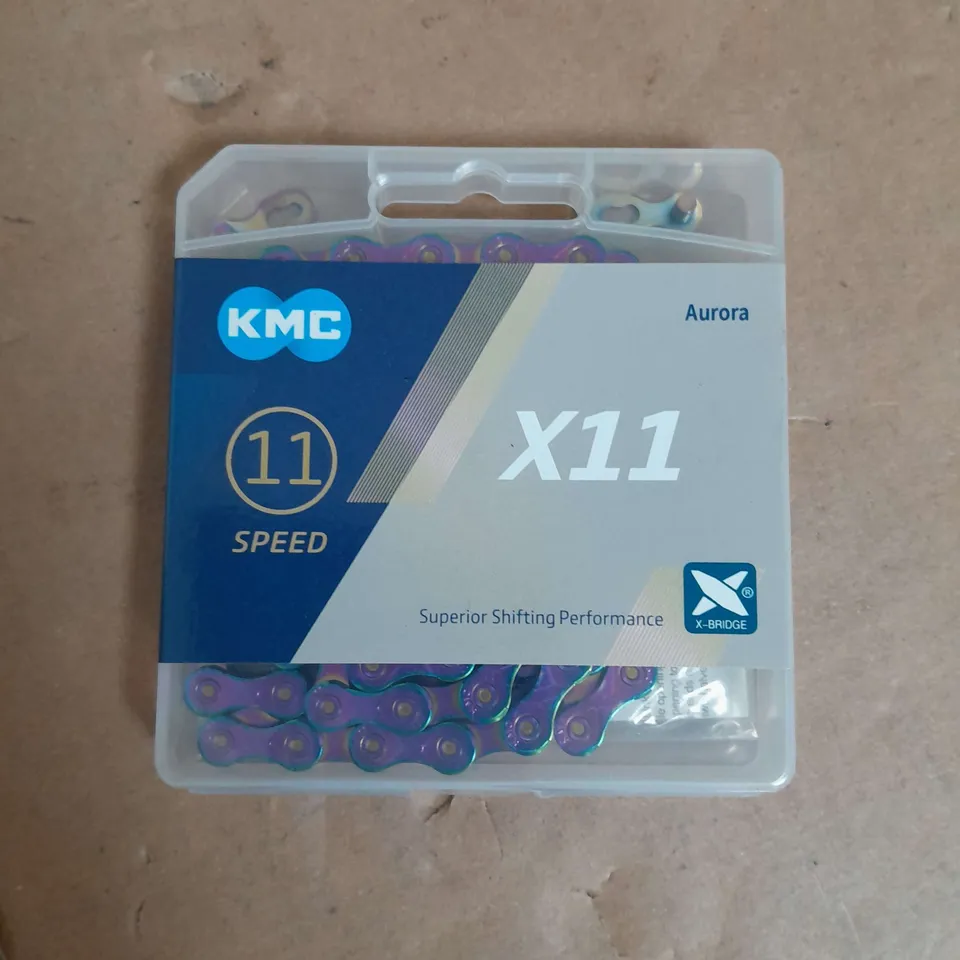 KMC
Aurora
11
SPEED
X11
Superior Shifting Performance
®
X-BRIDGE